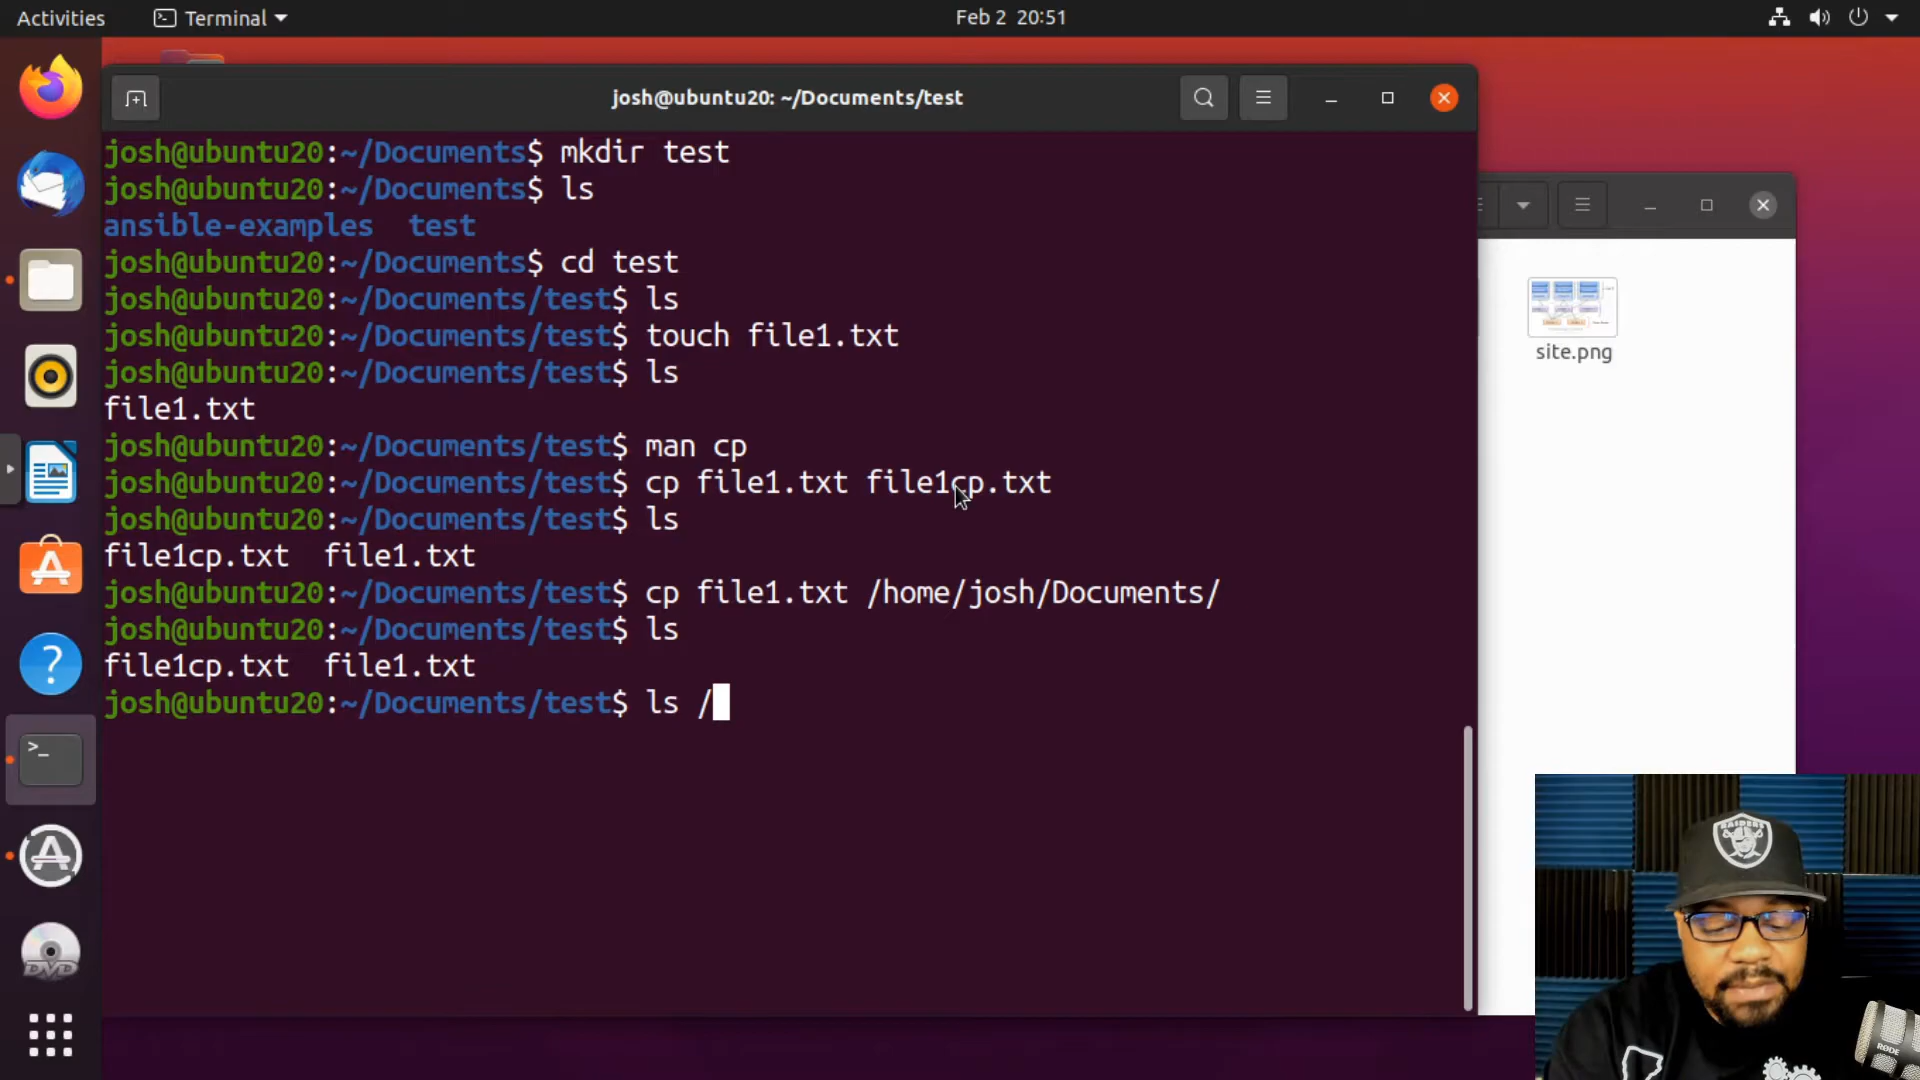 Activities Terminal Feb 2 20:51
josh@ubuntu20: ~/Documents/test
josh@ubuntu20:~/Documents$ mkdir test
josh@ubuntu20:~/Documents$ ls
ansible-examples test
josh@ubuntu20:~/Documents$ cd test
josh@ubuntu20:~/Documents/test$ ls
josh@ubuntu20:~/Documents/test$ touch file1.txt
josh@ubuntu20:~/Documents/test$ ls
file1.txt
josh@ubuntu20:~/Documents/test$ man cp
josh@ubuntu20:~/Documents/test$ cp file1.txt file1cp.txt
josh@ubuntu20:~/Documents/test$ ls
file1cp.txt file1.txt
josh@ubuntu20:~/Documents/test$ cp file1.txt /home/josh/Documents/
josh@ubuntu20:~/Documents/test$ ls
file1cp.txt file1.txt
josh@ubuntu20:~/Documents/test$ ls /
site.png
DVD
RAIDERS
RØDE